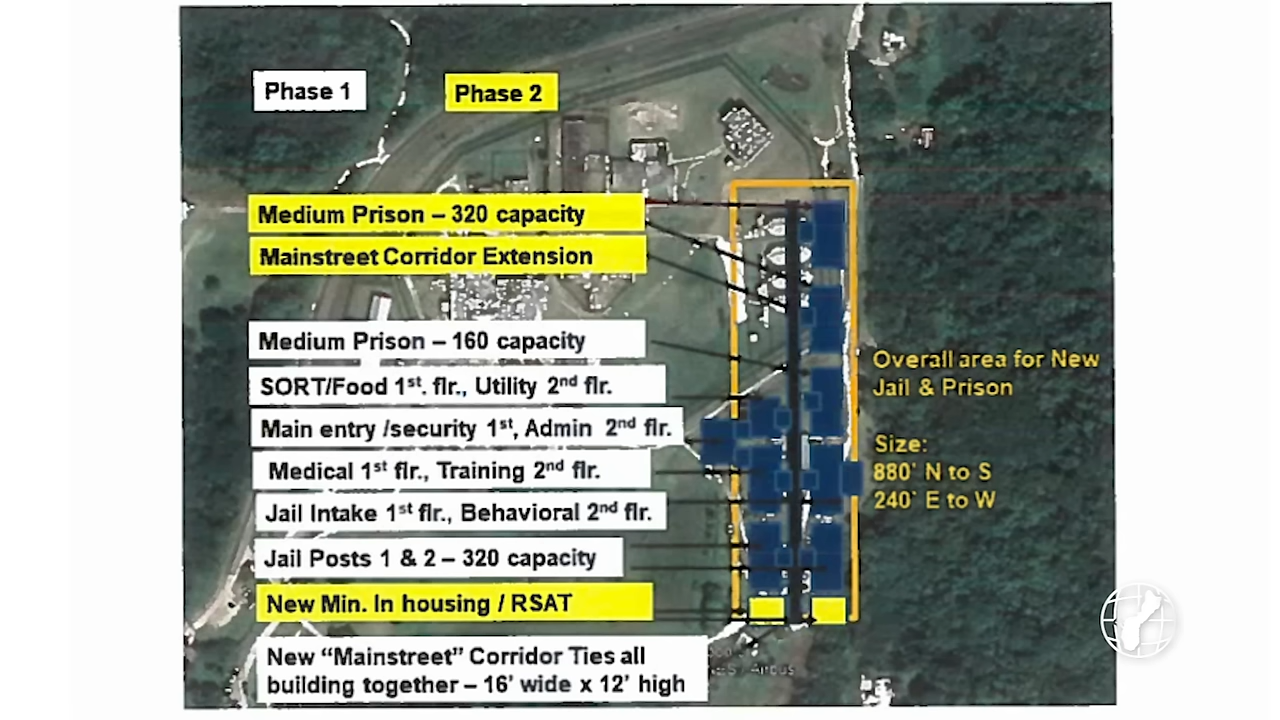 Phase 1
Phase 2
Medium Prison – 320 capacity
Mainstreet Corridor Extension
Medium Prison – 160 capacity
SORT/Food 1st. flr., Utility 2nd flr.
Main entry /security 1st, Admin 2nd flr.
Medical 1st flr., Training 2nd flr.
Jail Intake 1st flr., Behavioral 2nd flr.
Jail Posts 1 & 2 – 320 capacity
New Min. In housing / RSAT
New “Mainstreet” Corridor Ties all
building together – 16’ wide x 12’ high
Overall area for New
Jail & Prison
Size:
880' N to S
240' E to W